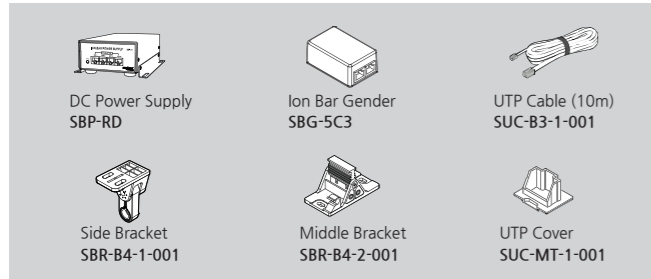 DC Power Supply
SBP-RD
Ion Bar Gender
SBG-5C3
UTP Cable (10m)
SUC-B3-1-001
Side Bracket
SBR-B4-1-001
Middle Bracket
SBR-B4-2-001
UTP Cover
SUC-MT-1-001